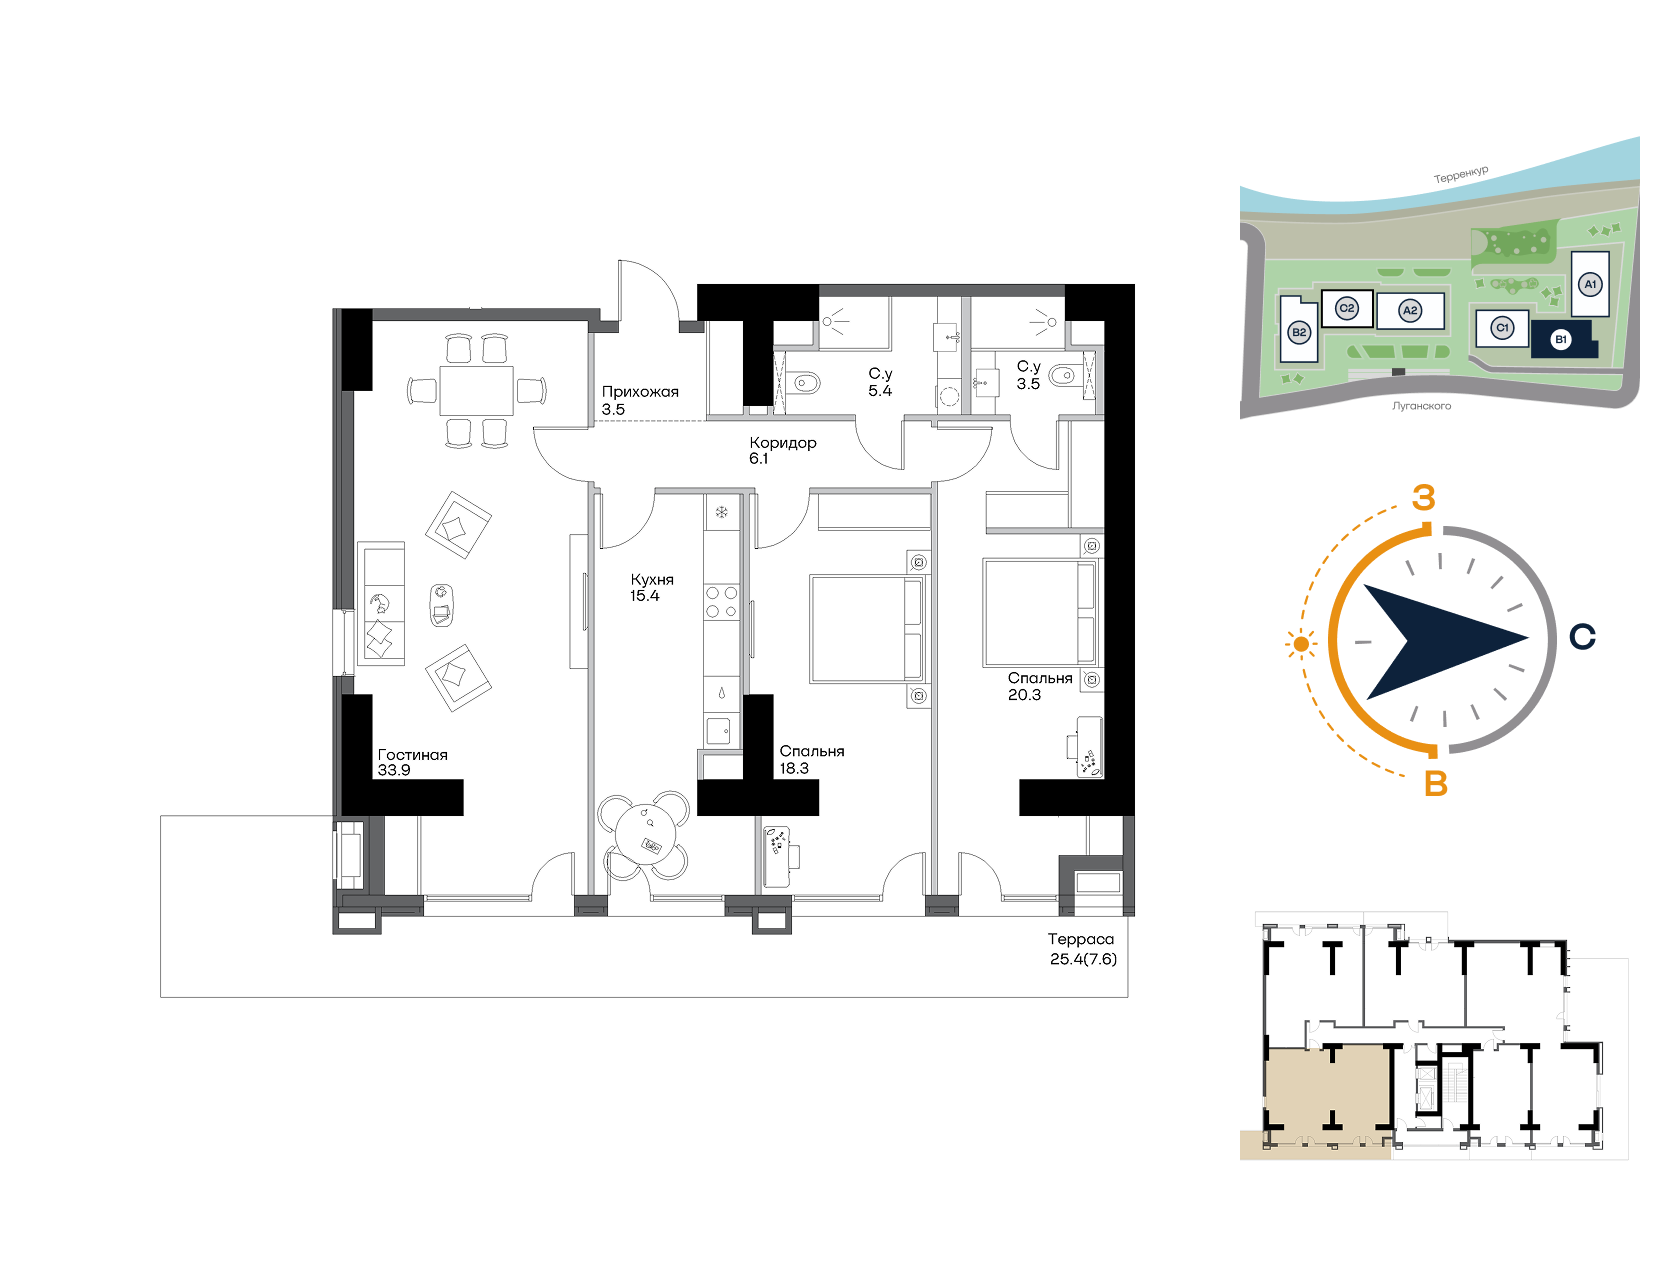 Прихожая
3.5
С.у
5.4
С.у
3.5
Коридор
6.1
Кухня
15.4
Спальня
20.3
Гостиная
33.9
Спальня
18.3
Терраса
25.4(7.6)
Терренкур
A1
C2
A2
B2
C1
B1
Луганского
З
С
В